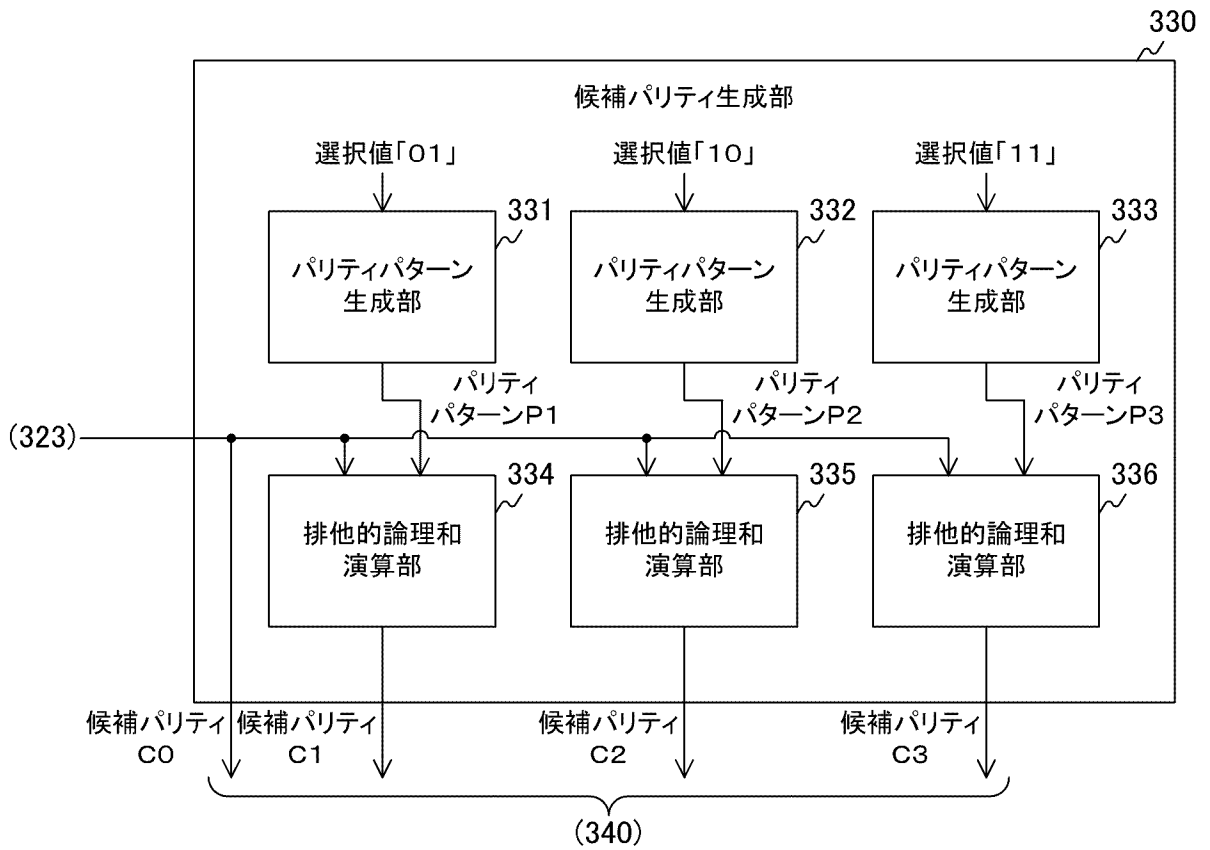 330
候補パリティ生成部
選択値「01」
選択値「10」
選択値「11」
331
332
333
パリティパターン
生成部
パリティパターン
生成部
パリティパターン
生成部
パリティ
パターンP1
パリティ
パターンP2
パリティ
パターンP3
(323)
334
335
336
排他的論理和
演算部
排他的論理和
演算部
排他的論理和
演算部
候補パリティ
C0
候補パリティ
C1
候補パリティ
C2
候補パリティ
C3
(340)